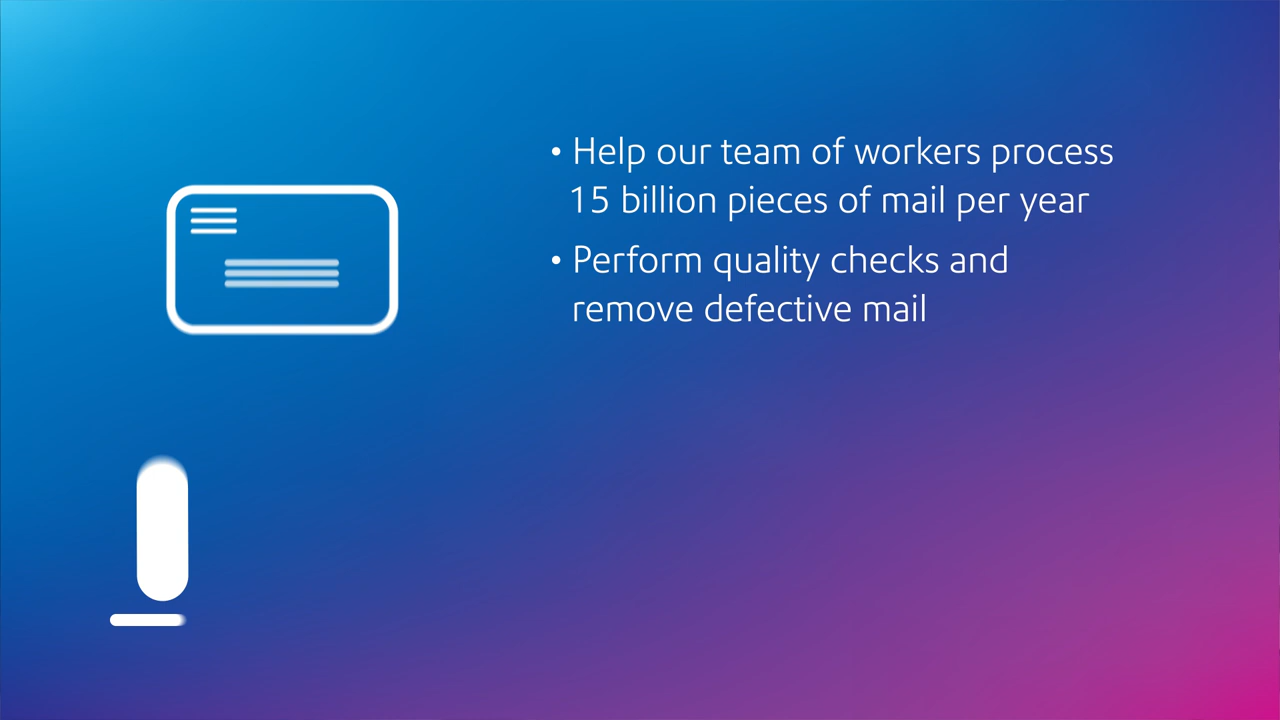 • Help our team of workers process
15 billion pieces of mail per year
• Perform quality checks and
remove defective mail